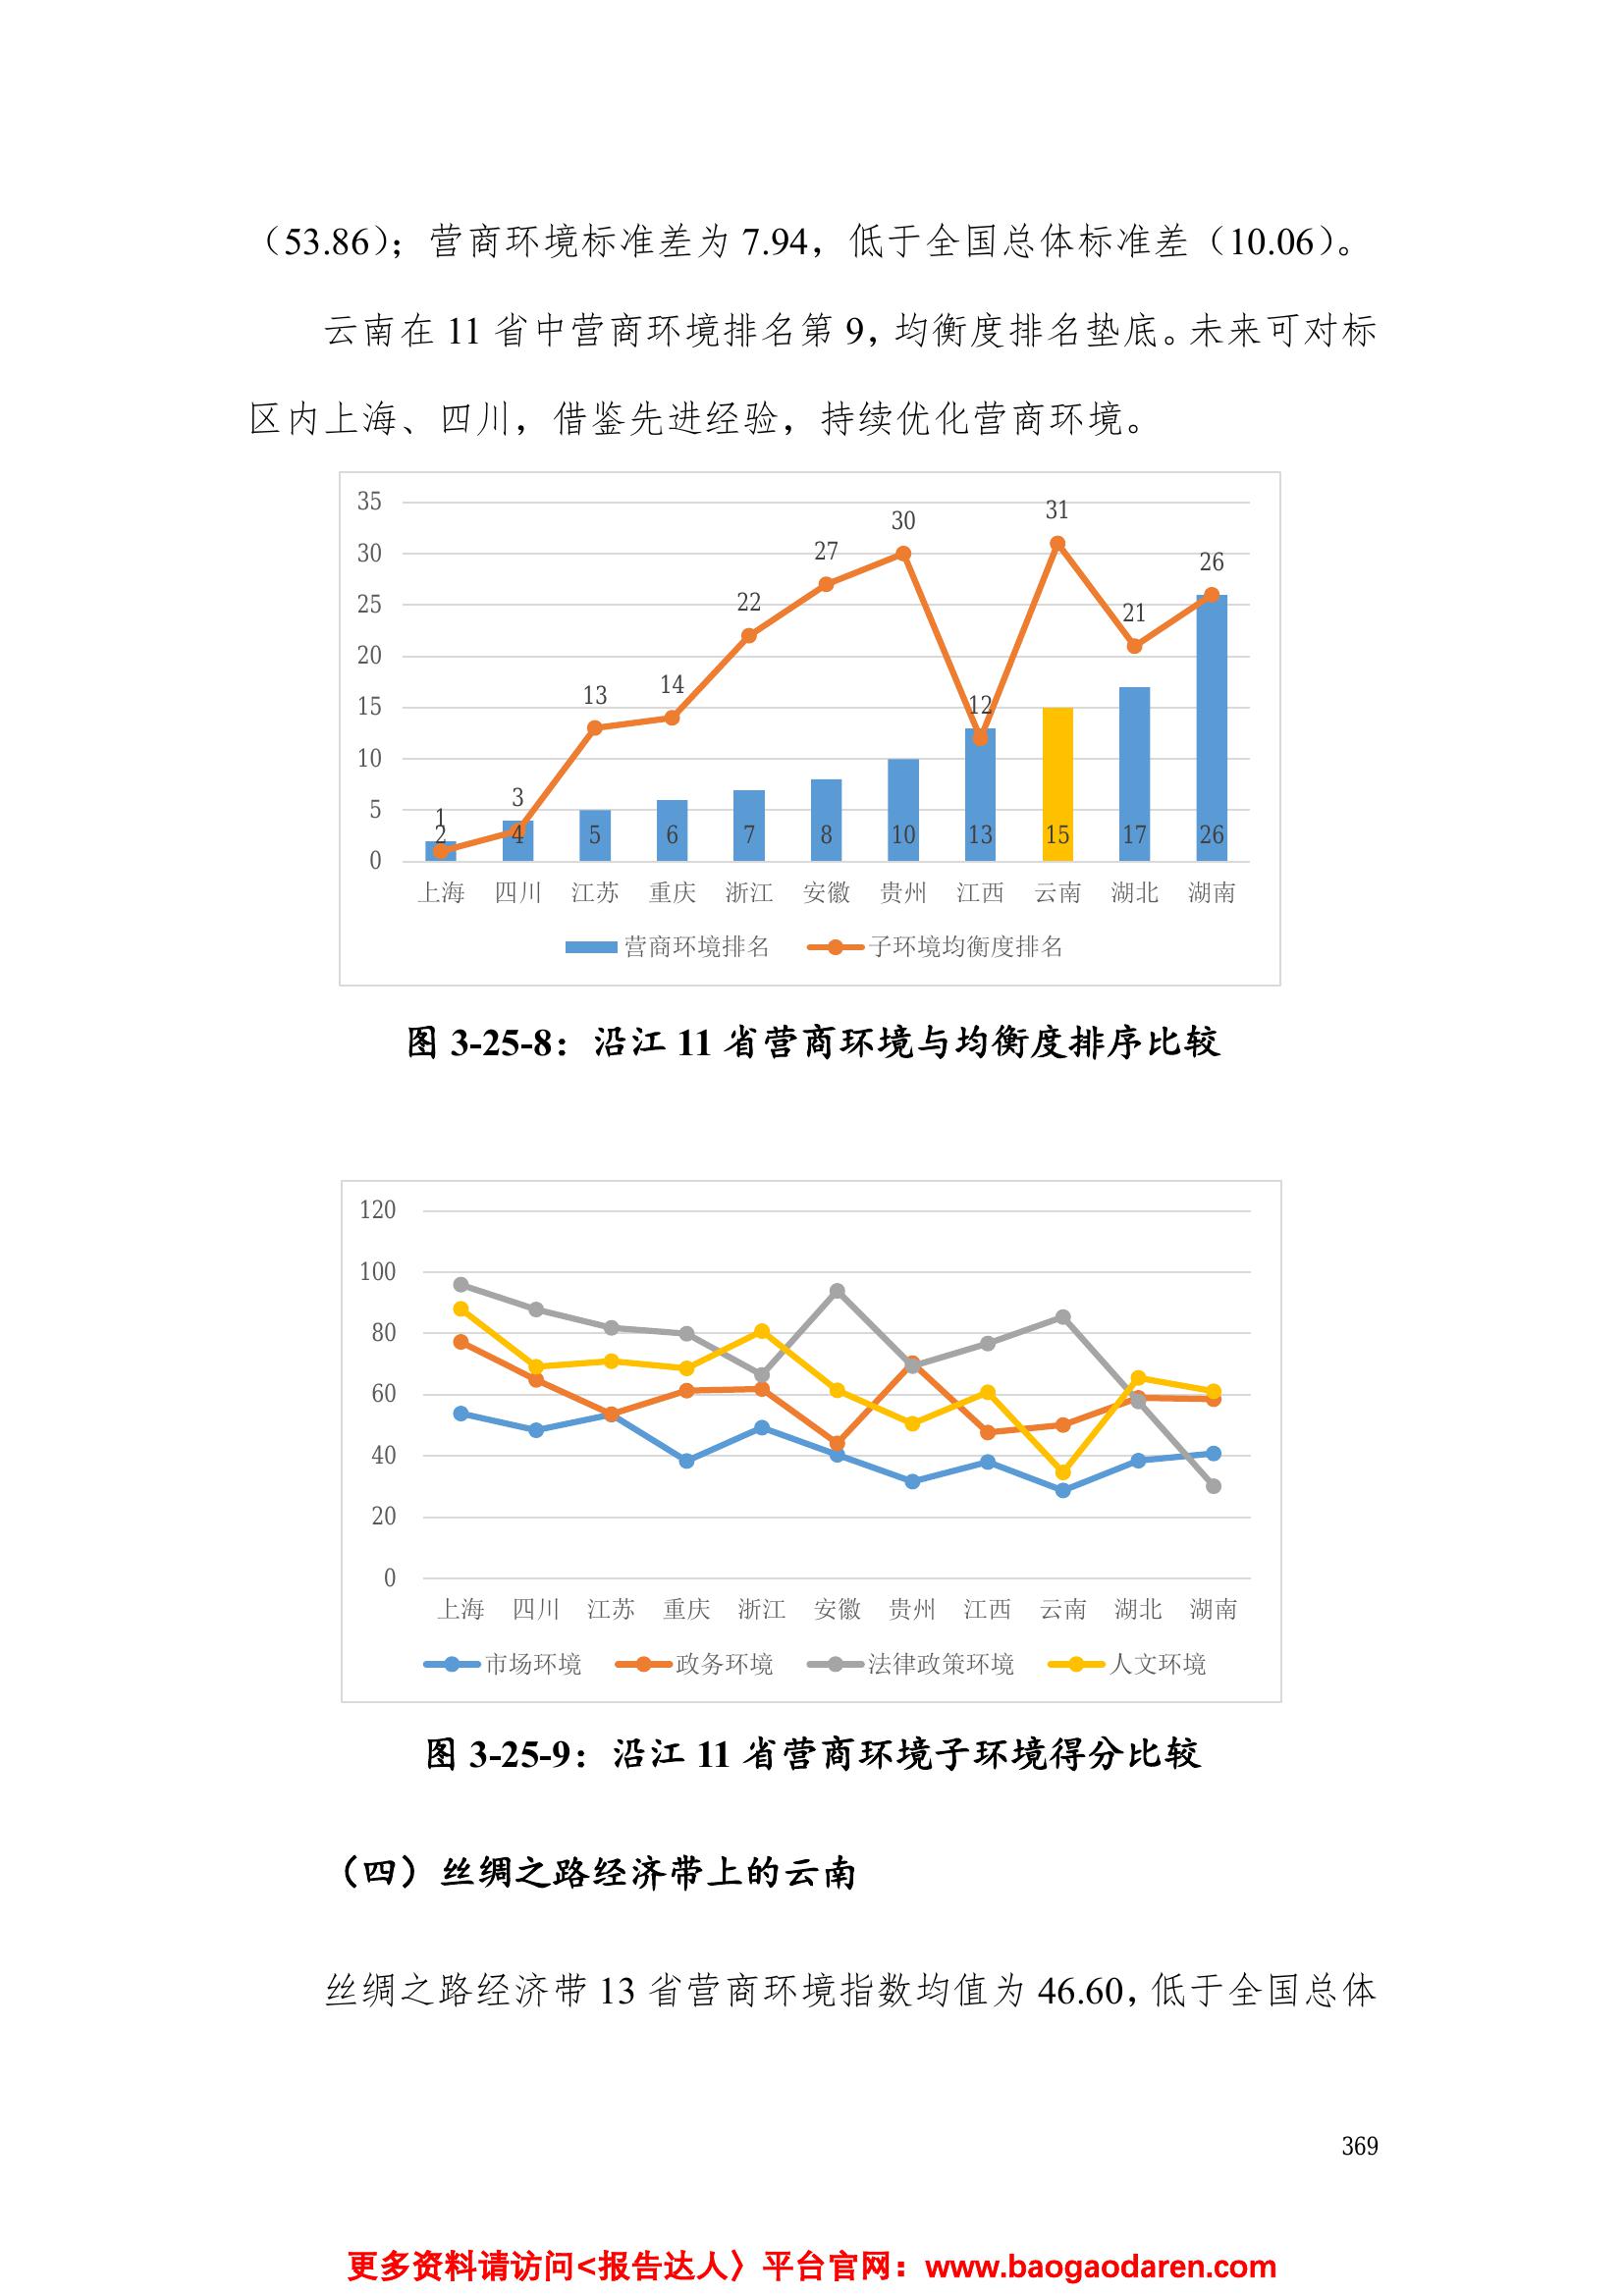 （53.86）；营商环境标准差为 7.94，低于全国总体标准差（10.06）。
云南在 11 省中营商环境排名第 9，均衡度排名垫底。未来可对标
区内上海、四川，借鉴先进经验，持续优化营商环境。
35
30
25
20
15
10
5
0
1 3 13 14 22 27 30 12 31 21 26
2 4 5 6 7 8 10 13 15 17 26
上海 四川 江苏 重庆 浙江 安徽 贵州 江西 云南 湖北 湖南
营商环境排名 子环境均衡度排名
图 3-25-8：沿江 11 省营商环境与均衡度排序比较
120
100
80
60
40
20
0
上海 四川 江苏 重庆 浙江 安徽 贵州 江西 云南 湖北 湖南
市场环境 政务环境 法律政策环境 人文环境
图 3-25-9：沿江 11 省营商环境子环境得分比较
（四）丝绸之路经济带上的云南
丝绸之路经济带 13 省营商环境指数均值为 46.60，低于全国总体
369
更多资料请访问<报告达人〉平台官网：www.baogaodaren.com